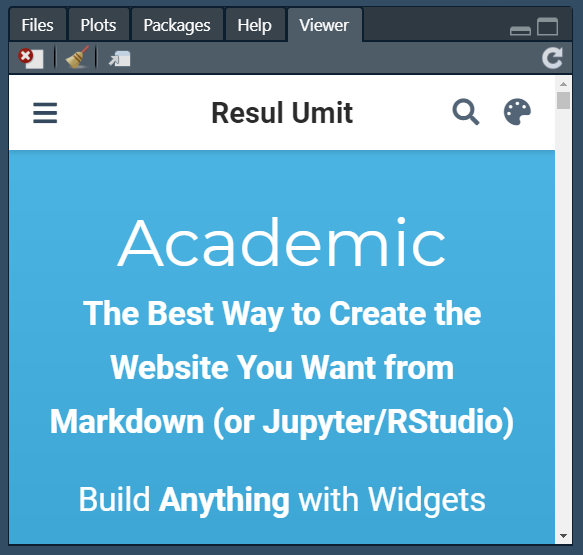 Files Plots Packages Help Viewer
Resul Umit
Academic
The Best Way to Create the
Website You Want from
Markdown (or Jupyter/RStudio)
Build Anything with Widgets